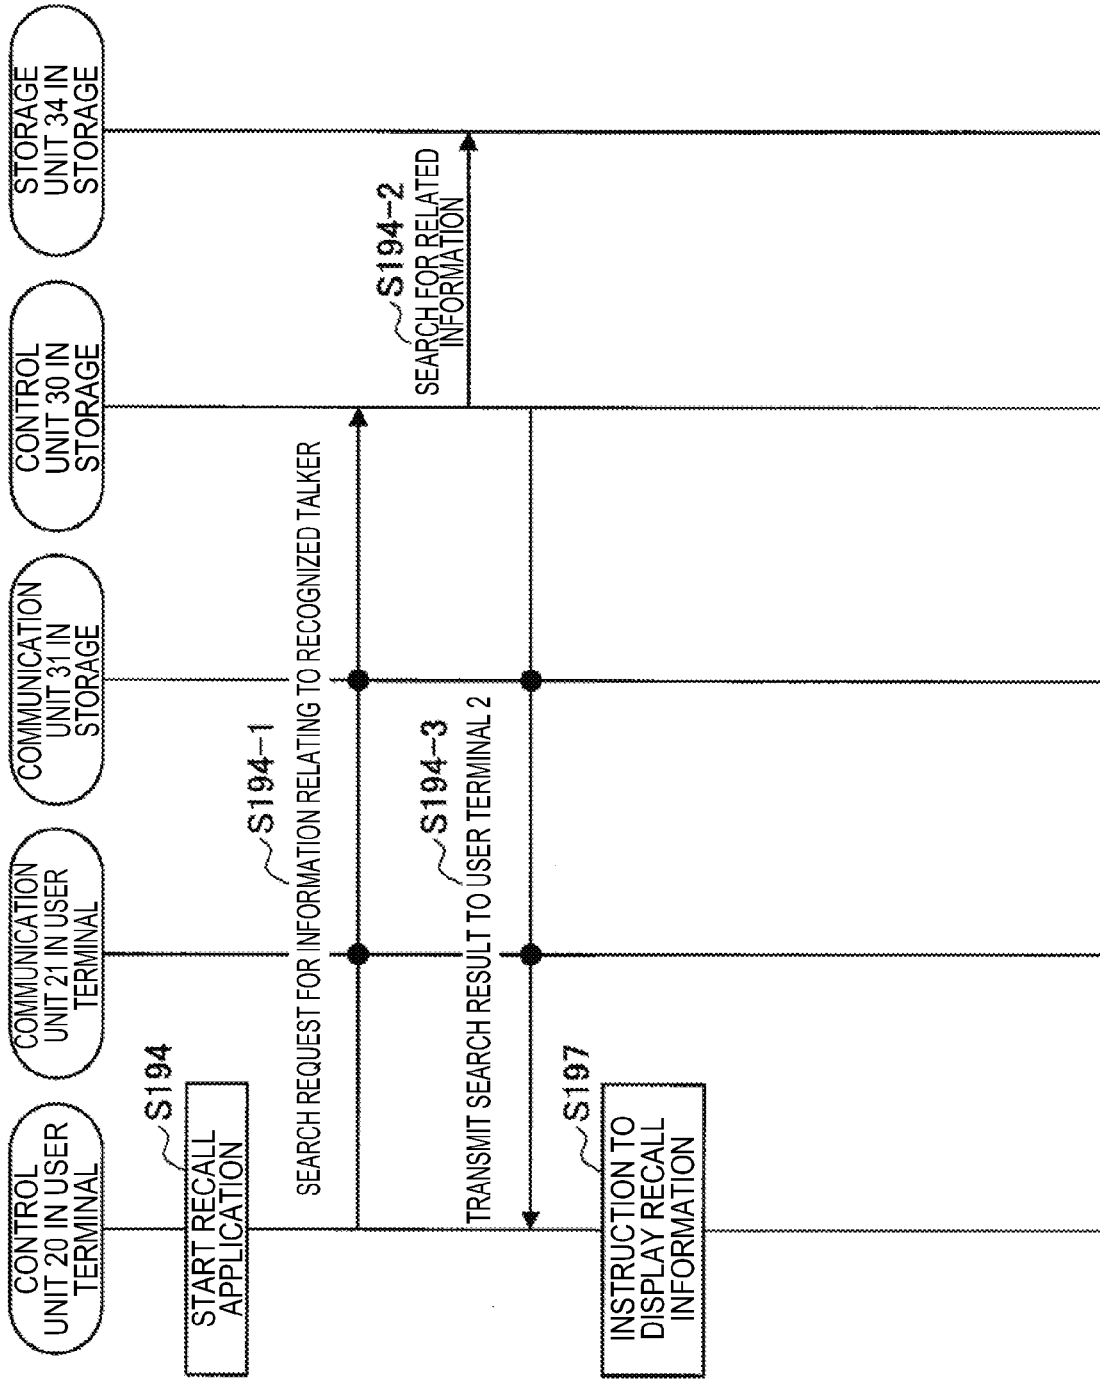 CONTROL
UNIT 20 IN USER
TERMINAL
COMMUNICATION
UNIT 21 IN USER
TERMINAL
COMMUNICATION
UNIT 31 IN
STORAGE
CONTROL
UNIT 30 IN
STORAGE
STORAGE
UNIT 34 IN
STORAGE
S194
START RECALL
APPLICATION
S194-1
SEARCH REQUEST FOR INFORMATION RELATING TO RECOGNIZED TALKER
S194-2
SEARCH FOR RELATED
INFORMATION
S194-3
TRANSMIT SEARCH RESULT TO USER TERMINAL 2
S197
INSTRUCTION TO
DISPLAY RECALL
INFORMATION